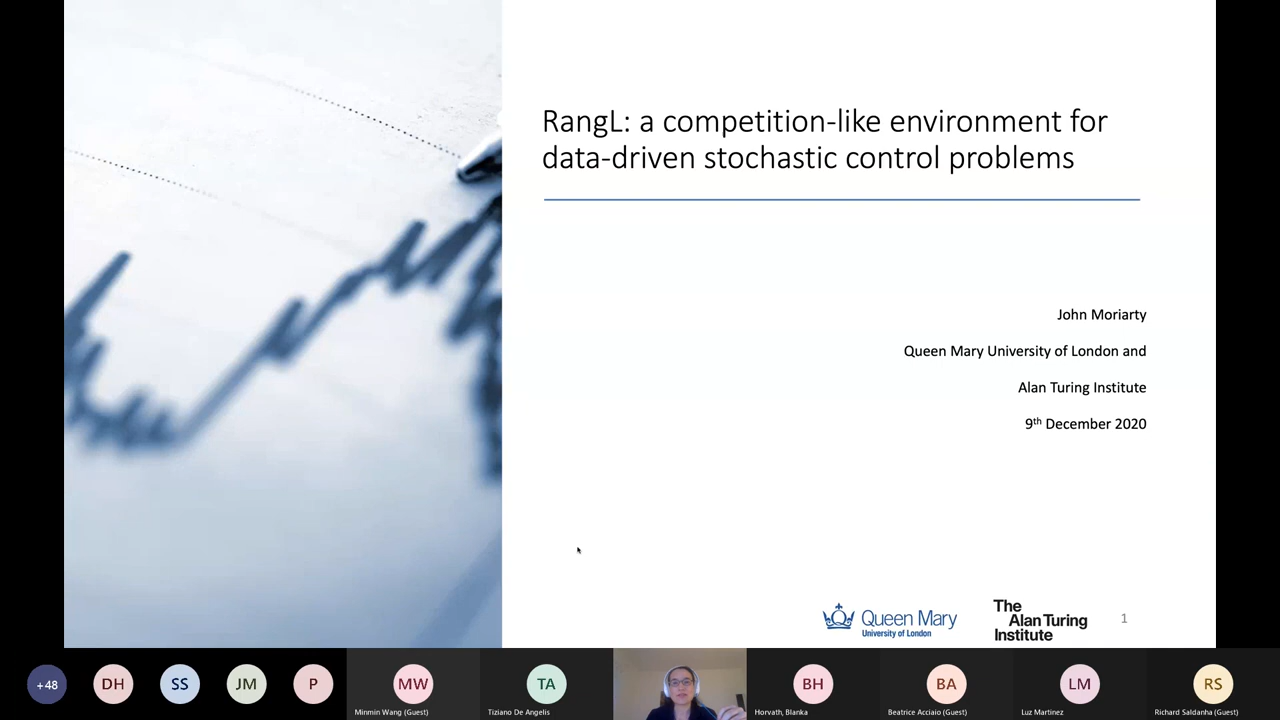 RangL: a competition-like environment for
data-driven stochastic control problems
John Moriarty
Queen Mary University of London and
Alan Turing Institute
9th December 2020
Queen Mary
University of London
The
Alan Turing
Institute
1
+48
DH
SS
JM
P
MW
Minmin Wang (Guest)
TA
Tiziano De Angelis
BH
Horvath, Blanka
BA
Beatrice Acciaio (Guest)
LM
Luz Martinez
RS
Richard Saldanha (Guest)